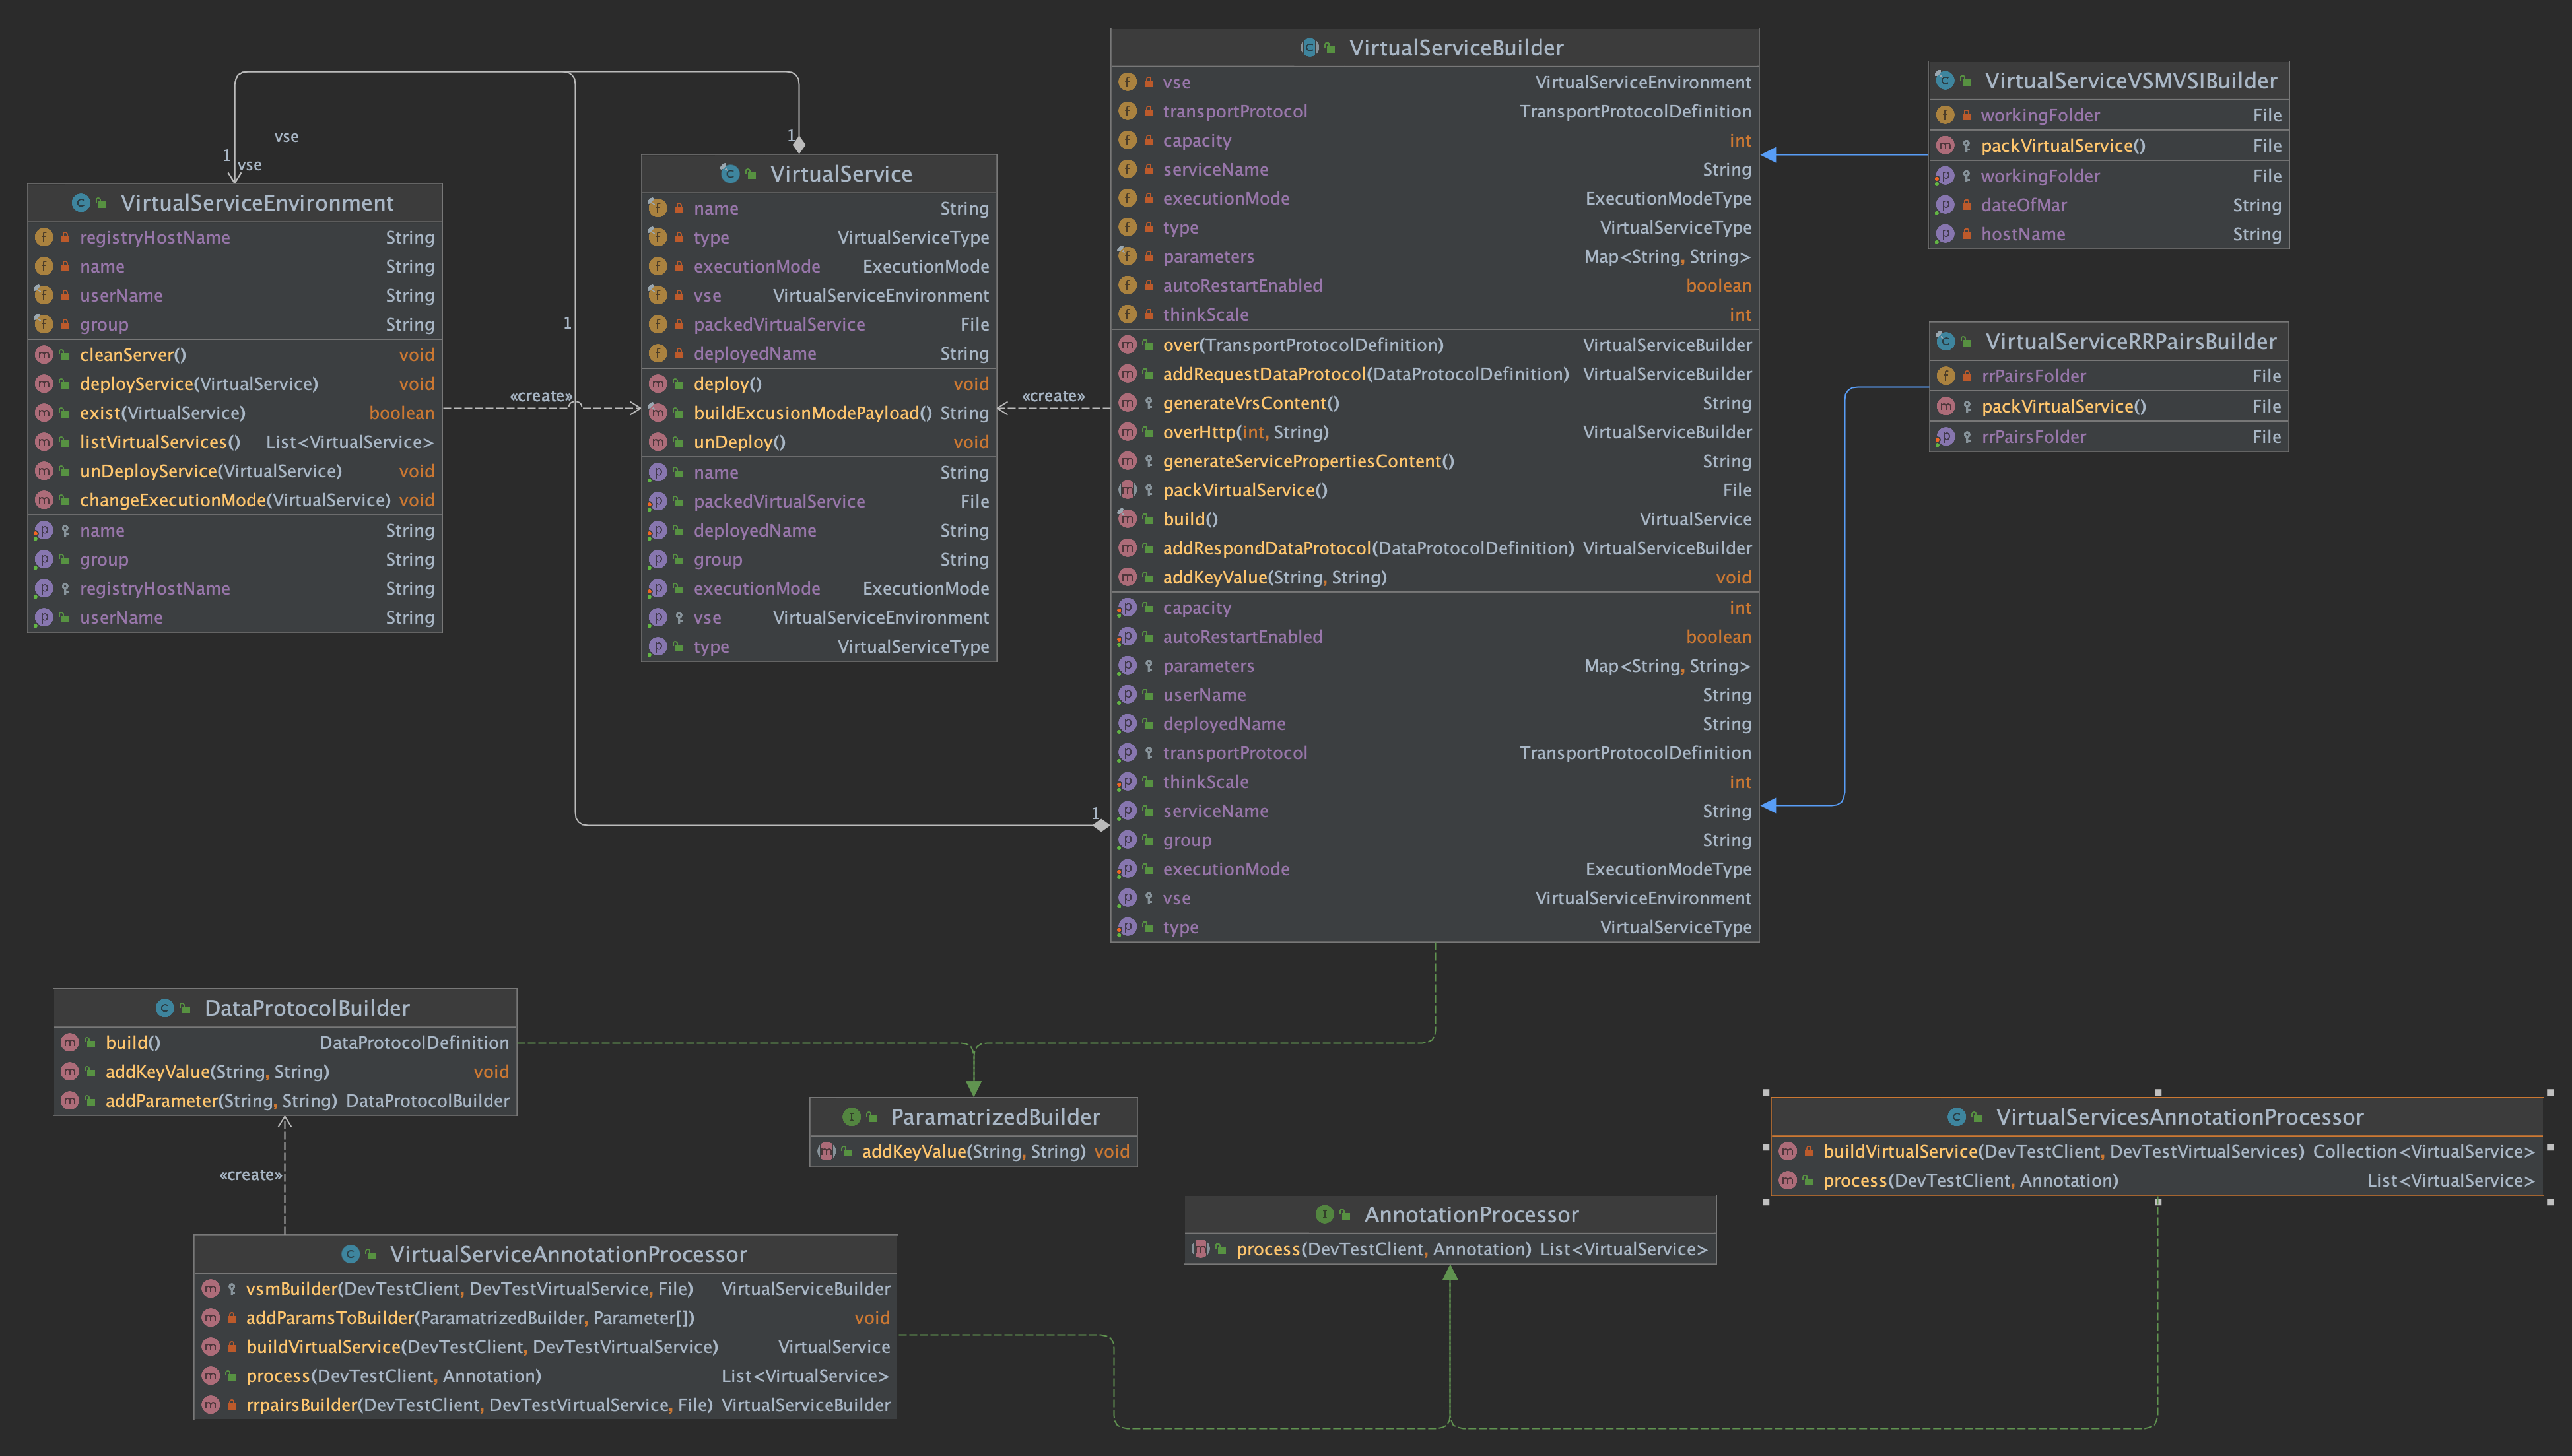 vse
1
vse
VirtualServiceEnvironment
registryHostName String
name String
userName String
group String
cleanServer() void
deployService(VirtualService) void
exist(VirtualService) boolean
listVirtualServices() List<VirtualService>
unDeployService(VirtualService) void
changeExecutionMode(VirtualService) void
name String
group String
registryHostName String
userName String
1
«create»
1
VirtualService
name String
type VirtualServiceType
executionMode ExecutionMode
vse VirtualServiceEnvironment
packedVirtualService File
deployedName String
deploy() void
buildExcusionModePayload() String
unDeploy() void
name String
packedVirtualService File
deployedName String
group String
executionMode ExecutionMode
vse VirtualServiceEnvironment
type VirtualServiceType
«create»
1
VirtualServiceBuilder
vse VirtualServiceEnvironment
transportProtocol TransportProtocolDefinition
capacity int
serviceName String
executionMode ExecutionModeType
type VirtualServiceType
parameters Map<String, String>
autoRestartEnabled boolean
thinkScale int
over(TransportProtocolDefinition) VirtualServiceBuilder
addRequestDataProtocol(DataProtocolDefinition) VirtualServiceBuilder
generateVrsContent() String
overHttp(int, String) VirtualServiceBuilder
generateServicePropertiesContent() String
packVirtualService() File
build() VirtualService
addRespondDataProtocol(DataProtocolDefinition) VirtualServiceBuilder
addKeyValue(String, String) void
capacity int
autoRestartEnabled boolean
parameters Map<String, String>
userName String
deployedName String
transportProtocol TransportProtocolDefinition
thinkScale int
serviceName String
group String
executionMode ExecutionModeType
vse VirtualServiceEnvironment
type VirtualServiceType
VirtualServiceVSMVSIBuilder
workingFolder File
packVirtualService() File
workingFolder File
dateOfMar String
hostName String
VirtualServiceRRPairsBuilder
rrPairsFolder File
packVirtualService() File
rrPairsFolder File
DataProtocolBuilder
build() DataProtocolDefinition
addKeyValue(String, String) void
addParameter(String, String) DataProtocolBuilder
«create»
ParamatrizedBuilder
addKeyValue(String, String) void
VirtualServicesAnnotationProcessor
buildVirtualService(DevTestClient, DevTestVirtualServices) Collection<VirtualService>
process(DevTestClient, Annotation) List<VirtualService>
AnnotationProcessor
process(DevTestClient, Annotation) List<VirtualService>
VirtualServiceAnnotationProcessor
vsmBuilder(DevTestClient, DevTestVirtualService, File) VirtualServiceBuilder
addParamsToBuilder(ParamatrizedBuilder, Parameter[]) void
buildVirtualService(DevTestClient, DevTestVirtualService) VirtualService
process(DevTestClient, Annotation) List<VirtualService>
rrpairsBuilder(DevTestClient, DevTestVirtualService, File) VirtualServiceBuilder